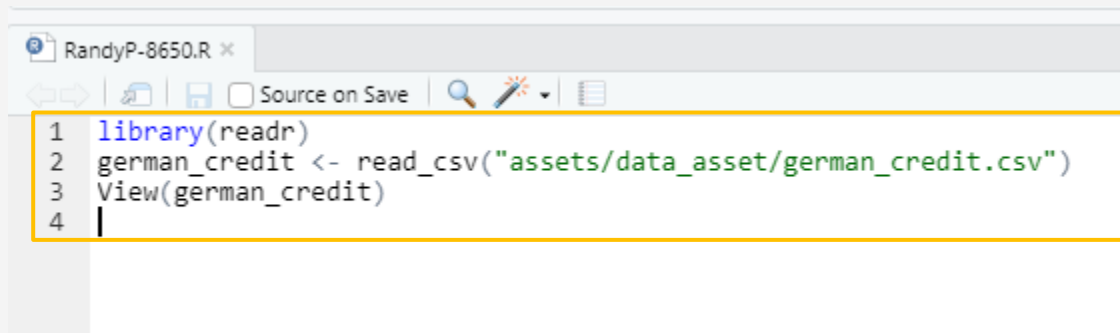 RandyP-8650.R
Source on Save
1 library(readr)
2 german_credit <- read_csv("assets/data_asset/german_credit.csv")
3 View(german_credit)
4